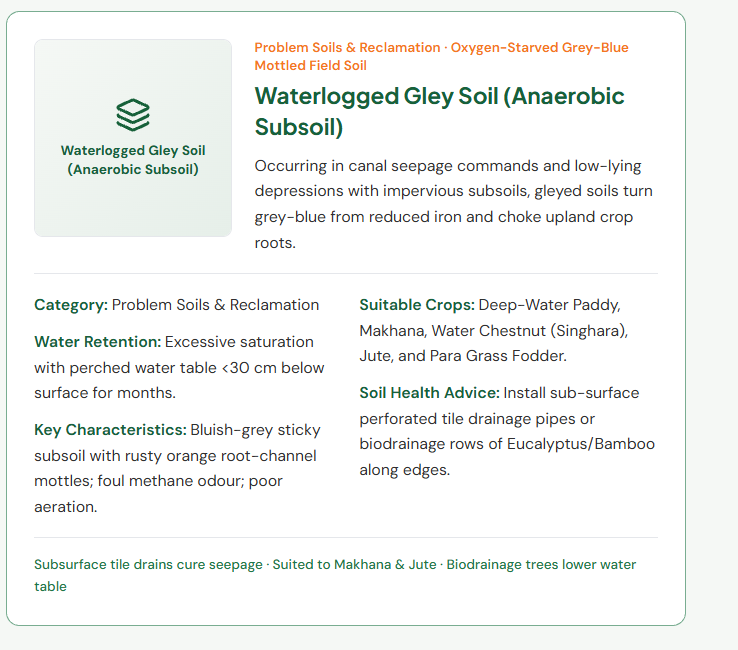 Waterlogged Gley Soil
(Anaerobic Subsoil)
Problem Soils & Reclamation · Oxygen-Starved Grey-Blue
Mottled Field Soil
Waterlogged Gley Soil (Anaerobic
Subsoil)
Occurring in canal seepage commands and low-lying
depressions with impervious subsoils, gleyed soils turn
grey-blue from reduced iron and choke upland crop
roots.
Category: Problem Soils & Reclamation
Water Retention: Excessive saturation
with perched water table <30 cm below
surface for months.
Key Characteristics: Bluish-grey sticky
subsoil with rusty orange root-channel
mottles; foul methane odour; poor
aeration.
Suitable Crops: Deep-Water Paddy,
Makhana, Water Chestnut (Singhara),
Jute, and Para Grass Fodder.
Soil Health Advice: Install sub-surface
perforated tile drainage pipes or
biodrainage rows of Eucalyptus/Bamboo
along edges.
Subsurface tile drains cure seepage · Suited to Makhana & Jute · Biodrainage trees lower water
table